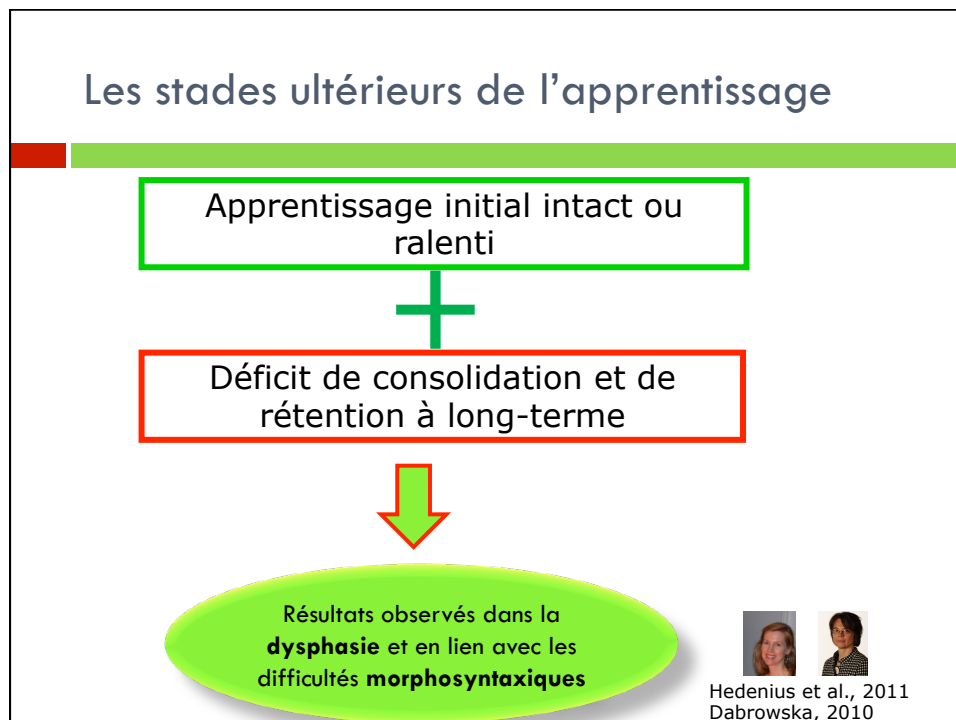 Les stades ultérieurs de l’apprentissage
Apprentissage initial intact ou
ralenti
Déficit de consolidation et de
rétention à long-terme
Résultats observés dans la
dysphasie et en lien avec les
difficultés morphosyntaxiques
Hedenius et al., 2011
Dabrowska, 2010